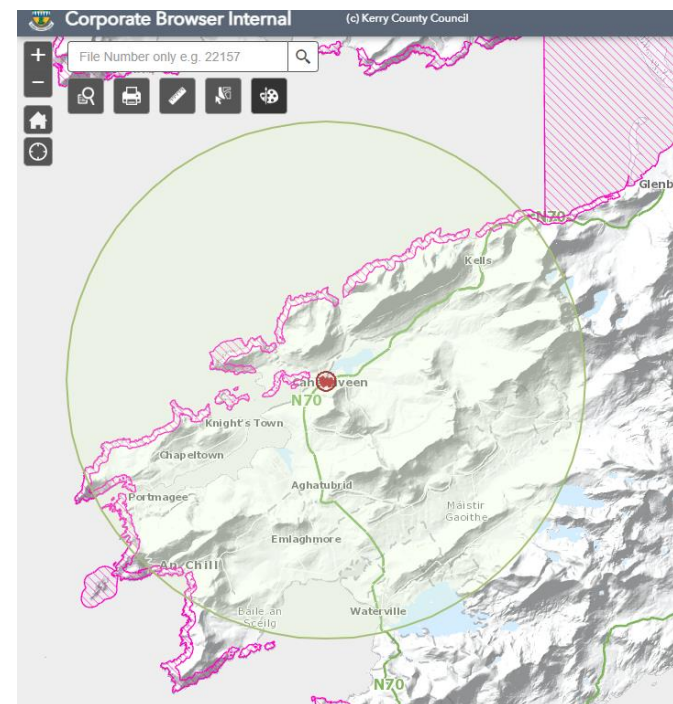 Corporate Browser Internal
(c) Kerry County Council
+
File Number only e.g. 22157
−
Glenb
N70
Kells
N70
Knight's Town
Chapeltown
Aghatubrid
Portmagee
Máistir
Gaoithe
Emlaghmore
An Chill
Baile an
Sceilg
Waterville
N70